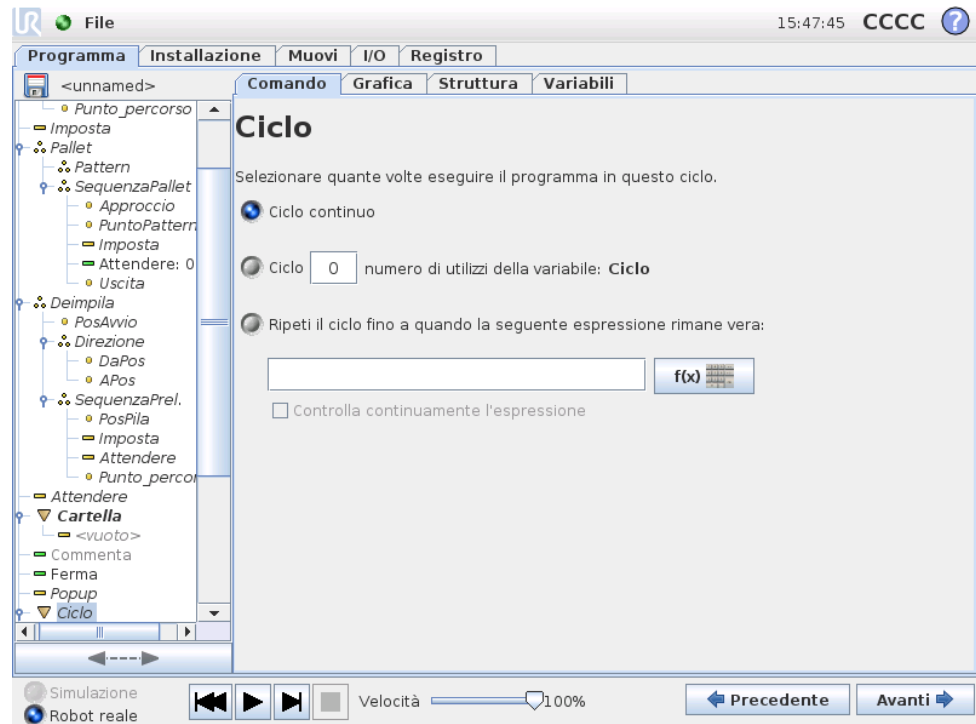 UR File 15:47:45 CCCC ?
Programma Installazione Muovi I/O Registro
<unnamed>
Comando Grafica Struttura Variabili
Punto_percorso
Imposta
Pallet
Pattern
SequenzaPallet
Approccio
PuntoPattern
Imposta
Attendere: 0
Uscita
Deimpila
PosAvvio
Direzione
DaPos
APos
SequenzaPrel.
PosPila
Imposta
Attendere
Punto_percor
Attendere
Cartella
<vuoto>
Commenta
Ferma
Popup
Ciclo
Ciclo
Selezionare quante volte eseguire il programma in questo ciclo.
Ciclo continuo
Ciclo 0 numero di utilizzi della variabile: Ciclo
Ripeti il ciclo fino a quando la seguente espressione rimane vera:
f(x)
Controlla continuamente l'espressione
Simulazione
Robot reale
Velocità 100%
Precedente Avanti